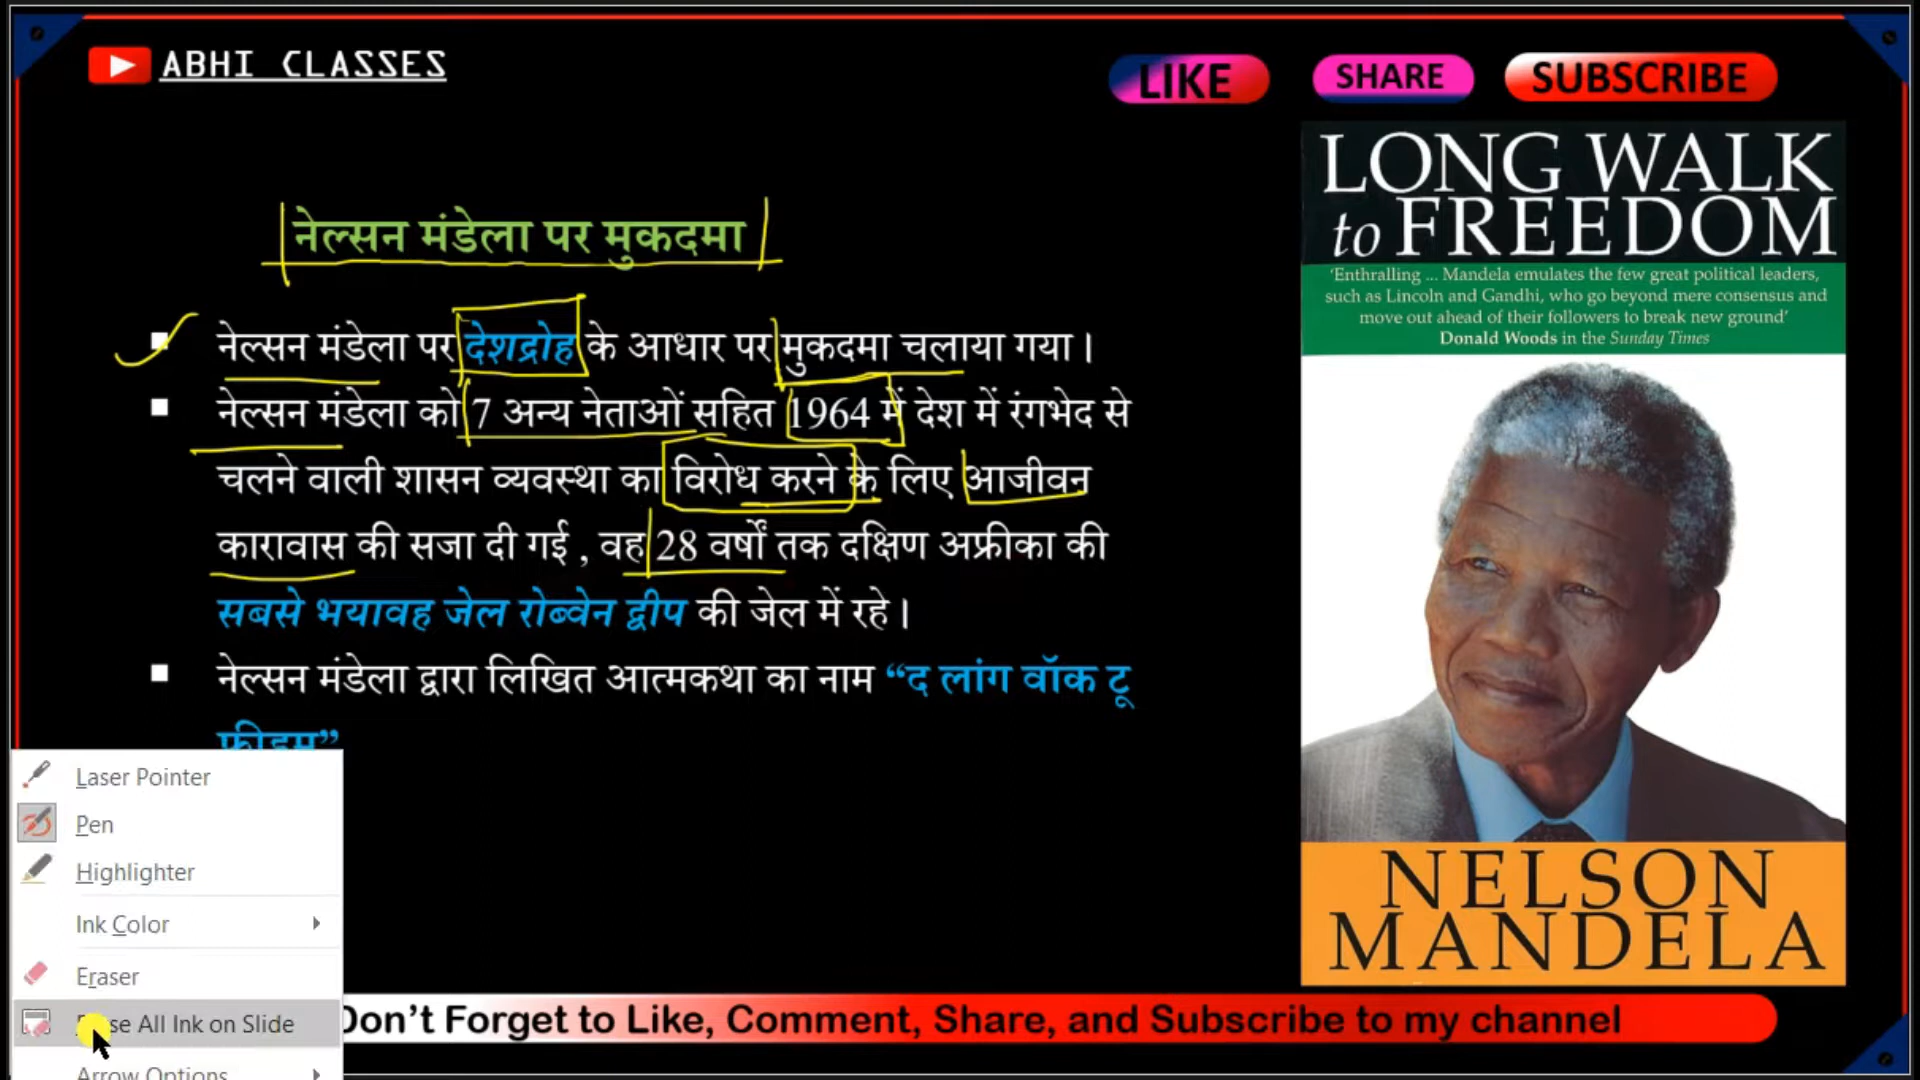 ABHI CLASSES
LIKE
SHARE
SUBSCRIBE
नेल्सन मंडेला पर मुकदमा
नेल्सन मंडेला पर देशद्रोह के आधार पर मुकदमा चलाया गया ।
नेल्सन मंडेला को 7 अन्य नेताओं सहित 1964 में देश में रंगभेद से
चलने वाली शासन व्यवस्था का विरोध करने के लिए आजीवन
कारावास की सजा दी गई , वह 28 वर्षों तक दक्षिण अफ्रीका की
सबसे भयावह जेल रोब्वेन द्वीप की जेल में रहे ।
नेल्सन मंडेला द्वारा लिखित आत्मकथा का नाम “द लांग वॉक टू
LONG WALK
to FREEDOM
‘Enthralling ... Mandela emulates the few great political leaders,
such as Lincoln and Gandhi, who go beyond mere consensus and
move out ahead of their followers to break new ground’
Donald Woods in the Sunday Times
NELSON
MANDELA
Laser Pointer
Pen
Highlighter
Ink Color
Eraser
All Ink on Slide
Arrow Options
Don’t Forget to Like, Comment, Share, and Subscribe to my channel